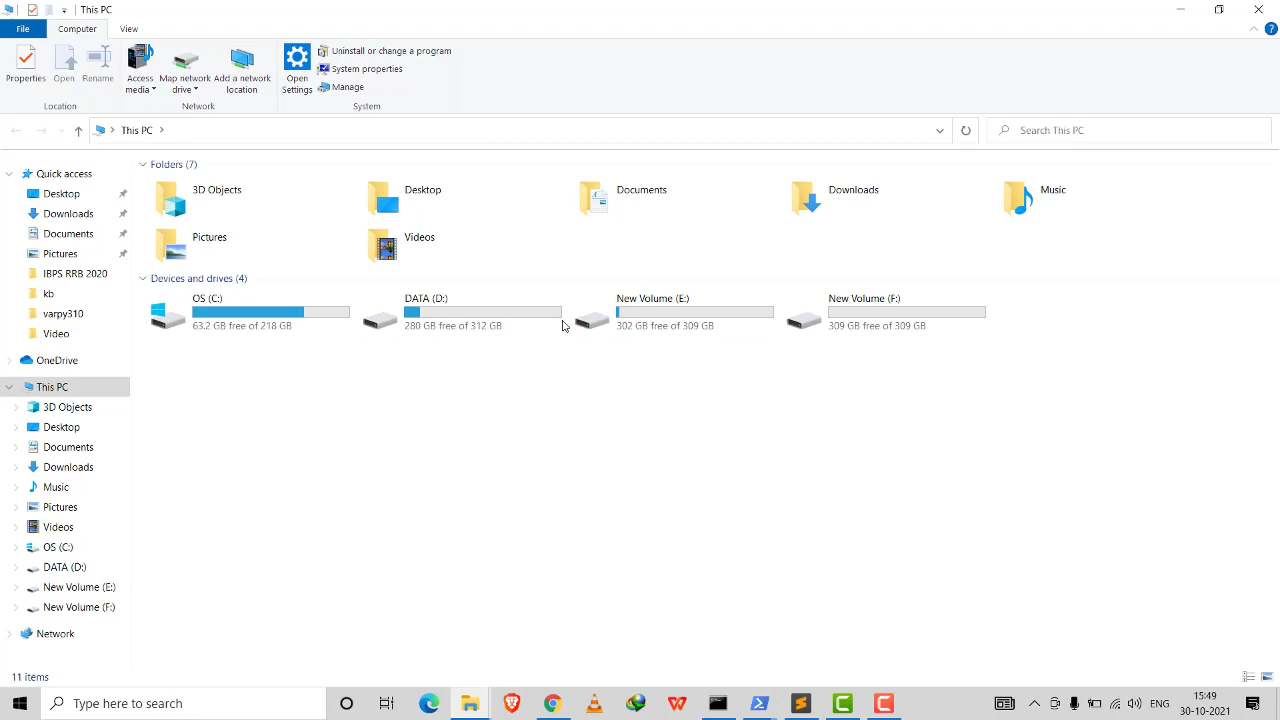 This PC
File
Computer
View
Properties
Open
Rename
Access media
Map network drive
Add a network location
Open Settings
Uninstall or change a program
System properties
Manage
Location
Network
System
This PC
Search This PC
Quick access
Desktop
Downloads
Documents
Pictures
IBPS RRB 2020
kb
varpy310
Video
OneDrive
This PC
3D Objects
Desktop
Documents
Downloads
Music
Pictures
Videos
OS (C:)
DATA (D:)
New Volume (E:)
New Volume (F:)
Network
Folders (7)
3D Objects
Desktop
Documents
Downloads
Music
Pictures
Videos
Devices and drives (4)
OS (C:)
63.2 GB free of 218 GB
DATA (D:)
280 GB free of 312 GB
New Volume (E:)
302 GB free of 309 GB
New Volume (F:)
309 GB free of 309 GB
11 items
Type here to search
ENG
15:49
30-10-2021